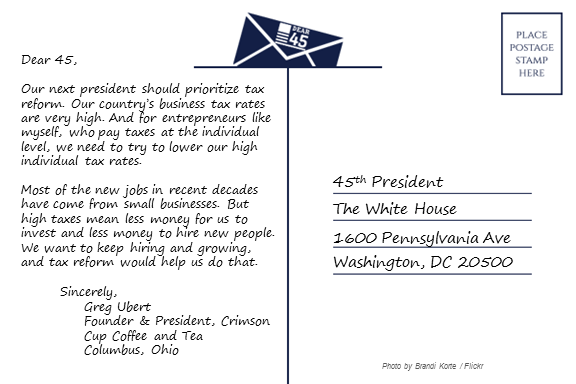 DEAR
45
PLACE
POSTAGE
STAMP
HERE
Dear 45,
Our next president should prioritize tax
reform. Our country's business tax rates
are very high. And for entrepreneurs like
myself, who pay taxes at the individual
level, we need to try to lower our high
individual tax rates.
Most of the new jobs in recent decades
have come from small businesses. But
high taxes mean less money for us to
invest and less money to hire new people.
We want to keep hiring and growing,
and tax reform would help us do that.
Sincerely,
Greg Ubert
Founder & President, Crimson
Cup Coffee and Tea
Columbus, Ohio
45th President
The White House
1600 Pennsylvania Ave
Washington, DC 20500
Photo by Brandi Korte / Flickr